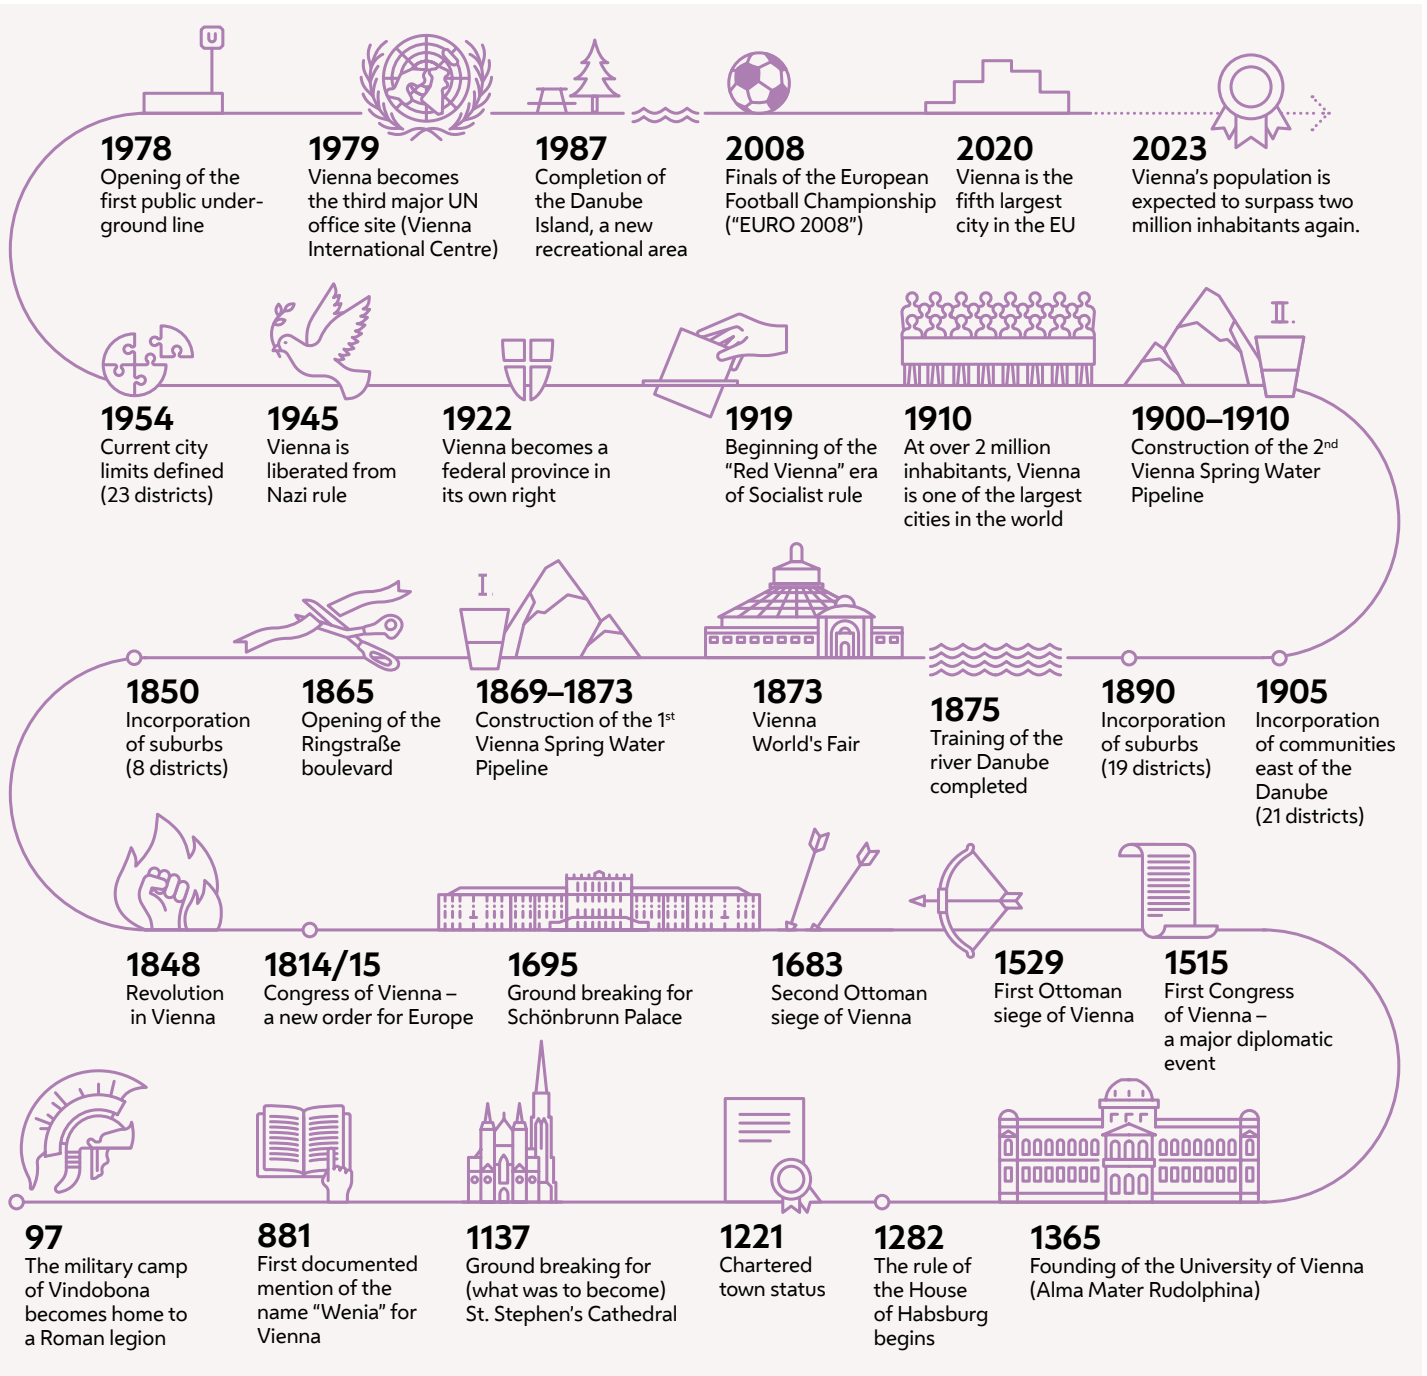 U
1978
Opening of the
first public under-
ground line
1979
Vienna becomes
the third major UN
office site (Vienna
International Centre)
1987
Completion of
the Danube
Island, a new
recreational area
2008
Finals of the European
Football Championship
(“EURO 2008”)
2020
Vienna is the
fifth largest
city in the EU
2023
Vienna’s population is
expected to surpass two
million inhabitants again.
1954
Current city
limits defined
(23 districts)
1945
Vienna is
liberated from
Nazi rule
1922
Vienna becomes a
federal province in
its own right
1919
Beginning of the
“Red Vienna” era
of Socialist rule
1910
At over 2 million
inhabitants, Vienna
is one of the largest
cities in the world
II.
1900–1910
Construction of the 2nd
Vienna Spring Water
Pipeline
1850
Incorporation
of suburbs
(8 districts)
1865
Opening of the
Ringstraße
boulevard
I.
1869–1873
Construction of the 1st
Vienna Spring Water
Pipeline
1873
Vienna
World's Fair
1875
Training of the
river Danube
completed
1890
Incorporation
of suburbs
(19 districts)
1905
Incorporation
of communities
east of the
Danube
(21 districts)
1848
Revolution
in Vienna
1814/15
Congress of Vienna –
a new order for Europe
1695
Ground breaking for
Schönbrunn Palace
1683
Second Ottoman
siege of Vienna
1529
First Ottoman
siege of Vienna
1515
First Congress
of Vienna –
a major diplomatic
event
97
The military camp
of Vindobona
becomes home to
a Roman legion
881
First documented
mention of the
name “Wenia” for
Vienna
1137
Ground breaking for
(what was to become)
St. Stephen’s Cathedral
1221
Chartered
town status
1282
The rule of
the House
of Habsburg
begins
1365
Founding of the University of Vienna
(Alma Mater Rudolphina)